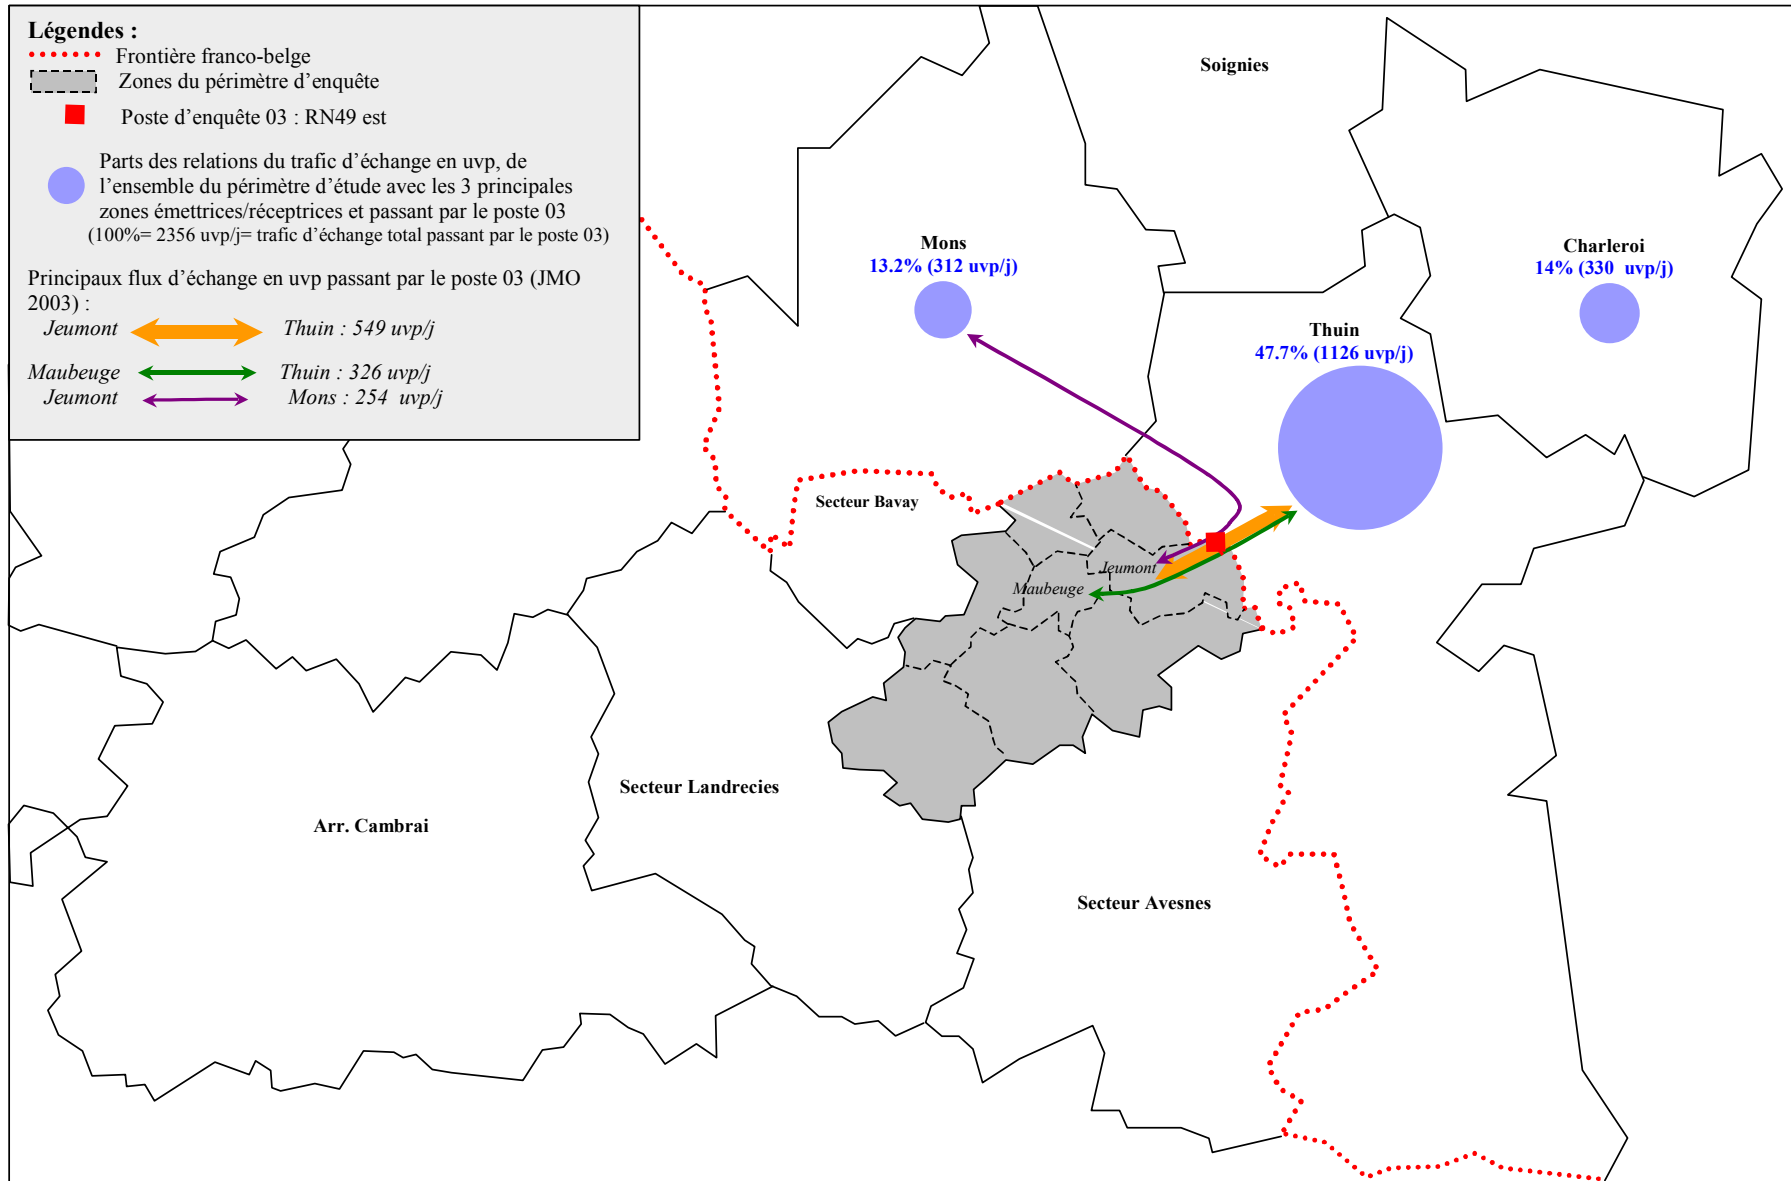 Légendes :
Frontière franco-belge
Zones du périmètre d’enquête
Poste d’enquête 03 : RN49 est
Parts des relations du trafic d’échange en uvp, de
l’ensemble du périmètre d’étude avec les 3 principales
zones émettrices/réceptrices et passant par le poste 03
(100%= 2356 uvp/j= trafic d’échange total passant par le poste 03)
Principaux flux d’échange en uvp passant par le poste 03 (JMO
2003) :
Jeumont Thuin : 549 uvp/j
Maubeuge Thuin : 326 uvp/j
Jeumont Mons : 254 uvp/j
Soignies
Mons
13.2% (312 uvp/j)
Charleroi
14% (330 uvp/j)
Thuin
47.7% (1126 uvp/j)
Secteur Bavay
Jeumont
Maubeuge
Secteur Landrecies
Arr. Cambrai
Secteur Avesnes